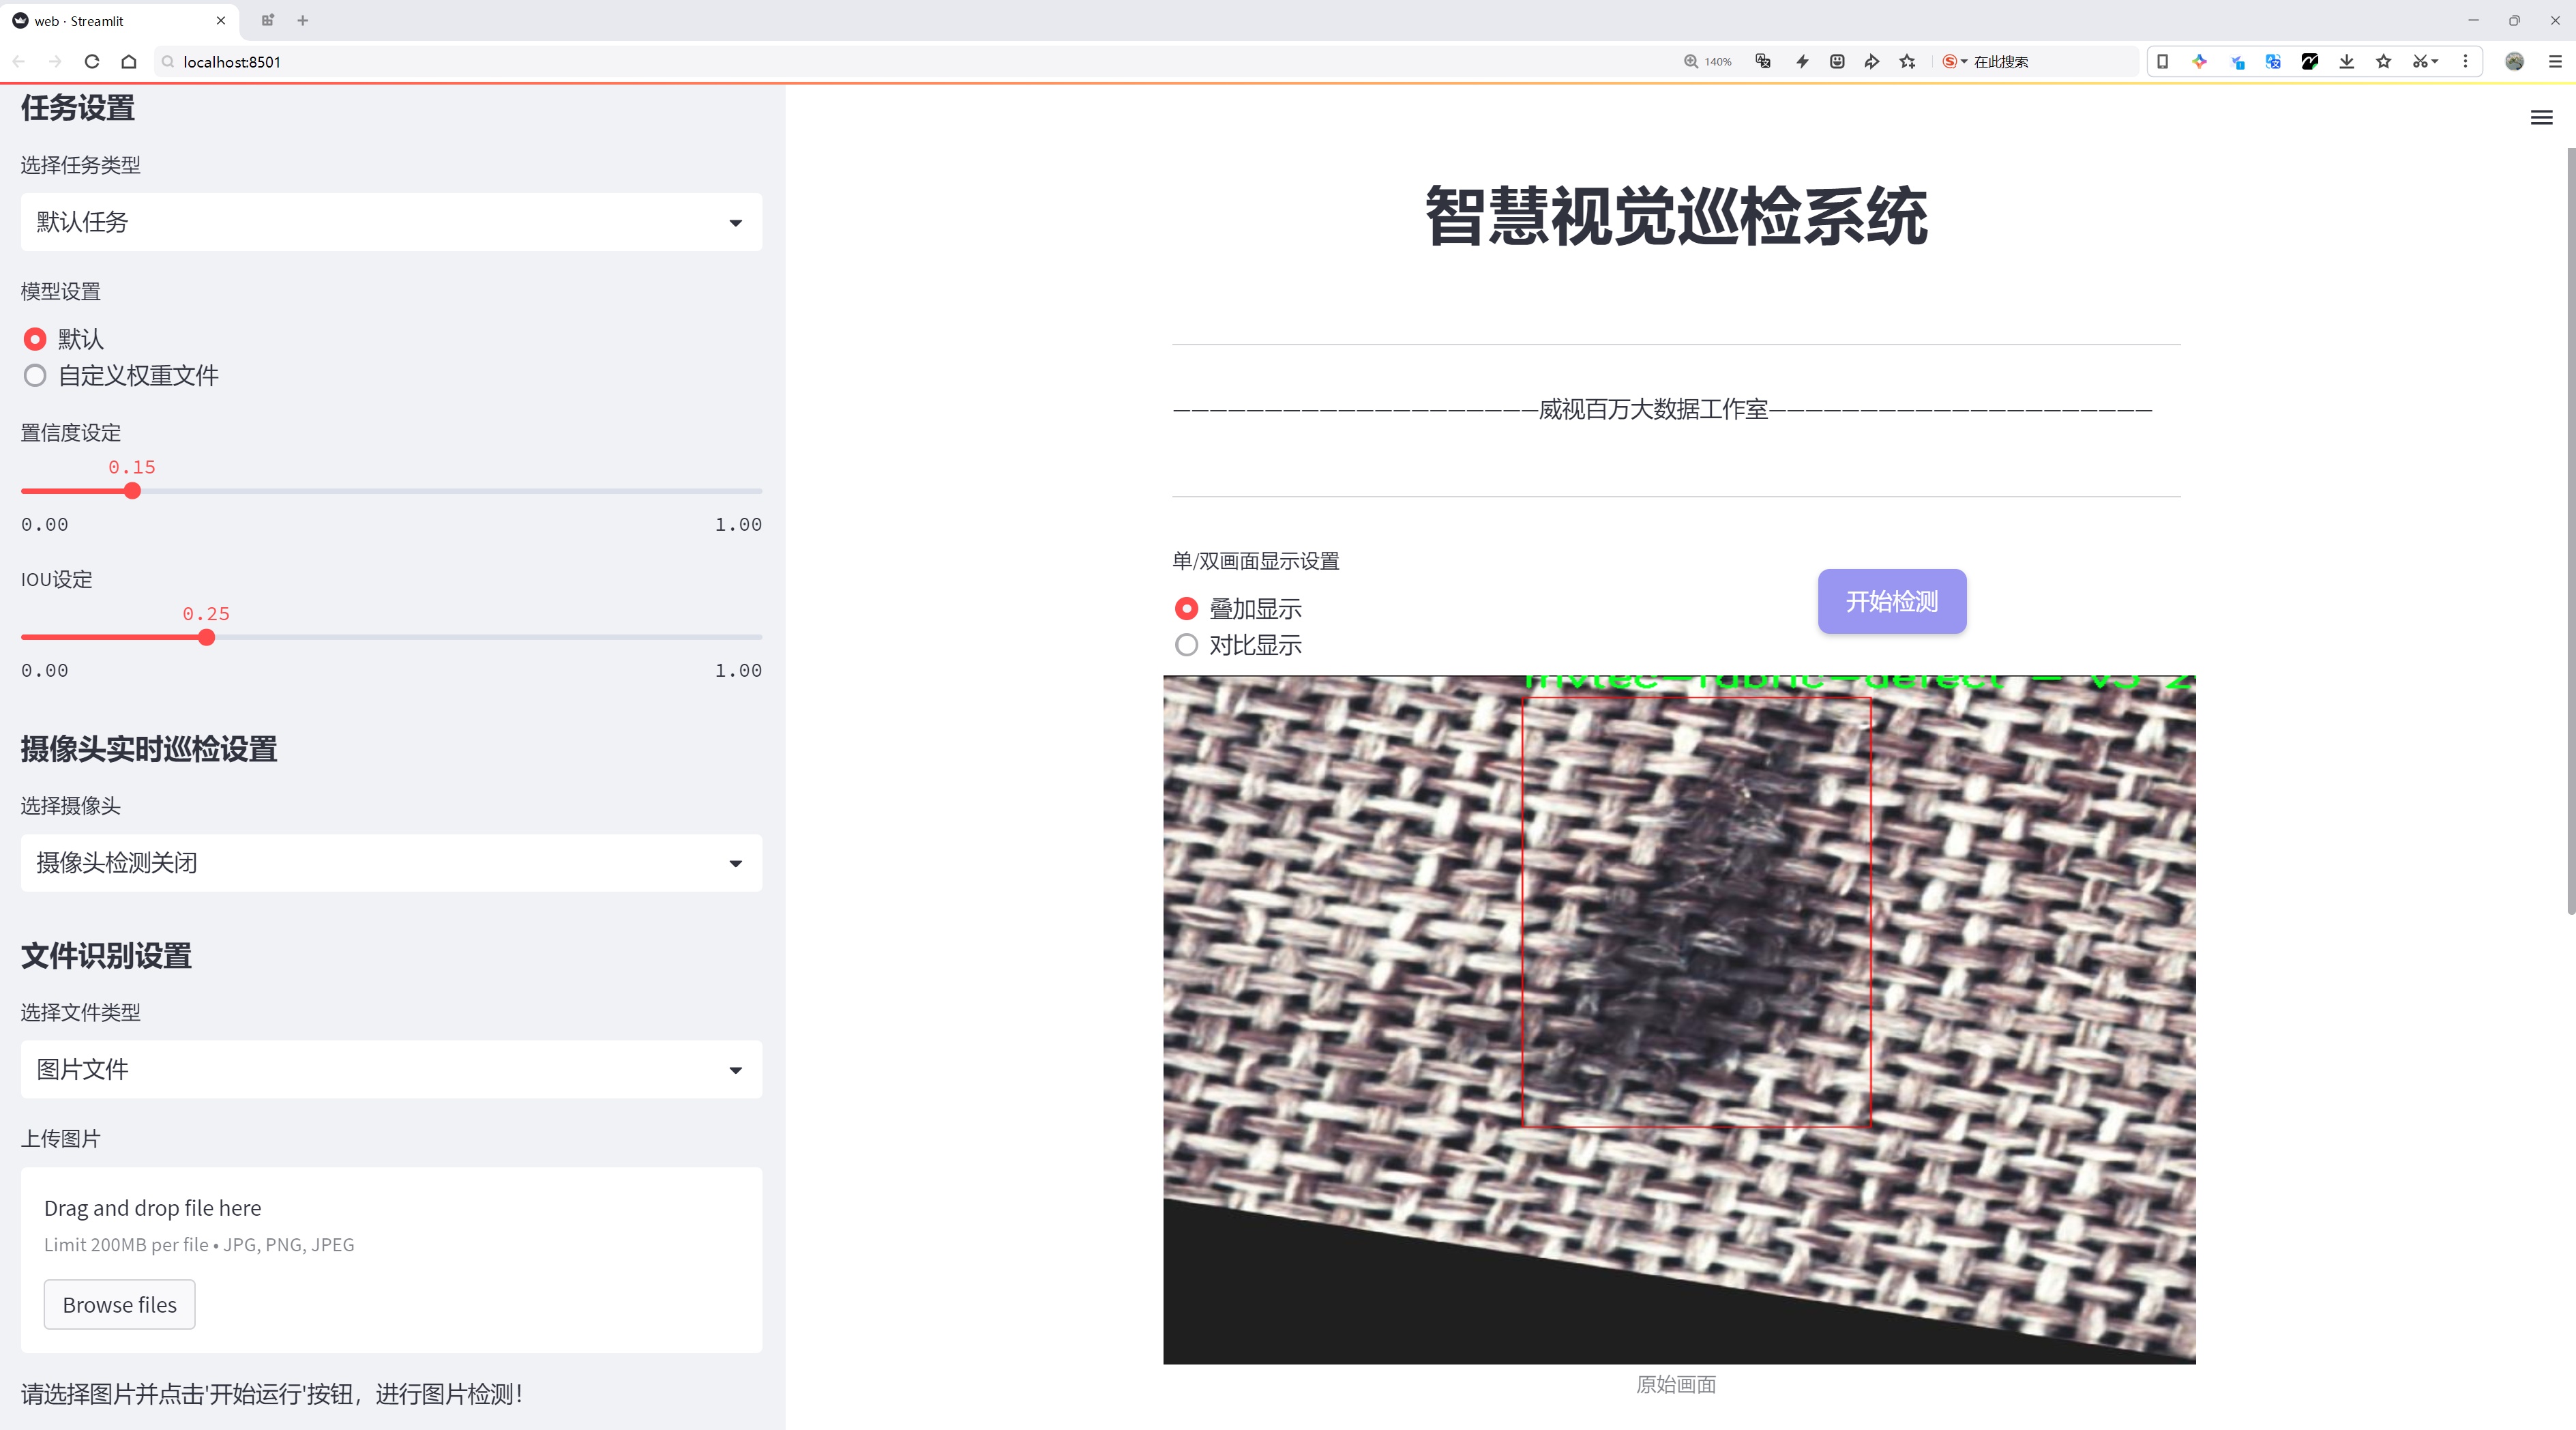 web · Streamlit
localhost:8501
140%
在此搜索
任务设置
选择任务类型
默认任务
模型设置
默认
自定义权重文件
置信度设定
0.15
0.00
1.00
IOU设定
0.25
0.00
1.00
摄像头实时巡检设置
选择摄像头
摄像头检测关闭
文件识别设置
选择文件类型
图片文件
上传图片
Drag and drop file here
Limit 200MB per file • JPG, PNG, JPEG
Browse files
请选择图片并点击'开始运行'按钮，进行图片检测！
智慧视觉巡检系统
————————————————————威视百万大数据工作室—————————————————————
单/双画面显示设置
叠加显示
对比显示
开始检测
mvtec-fabric-defect - v3 2
原始画面